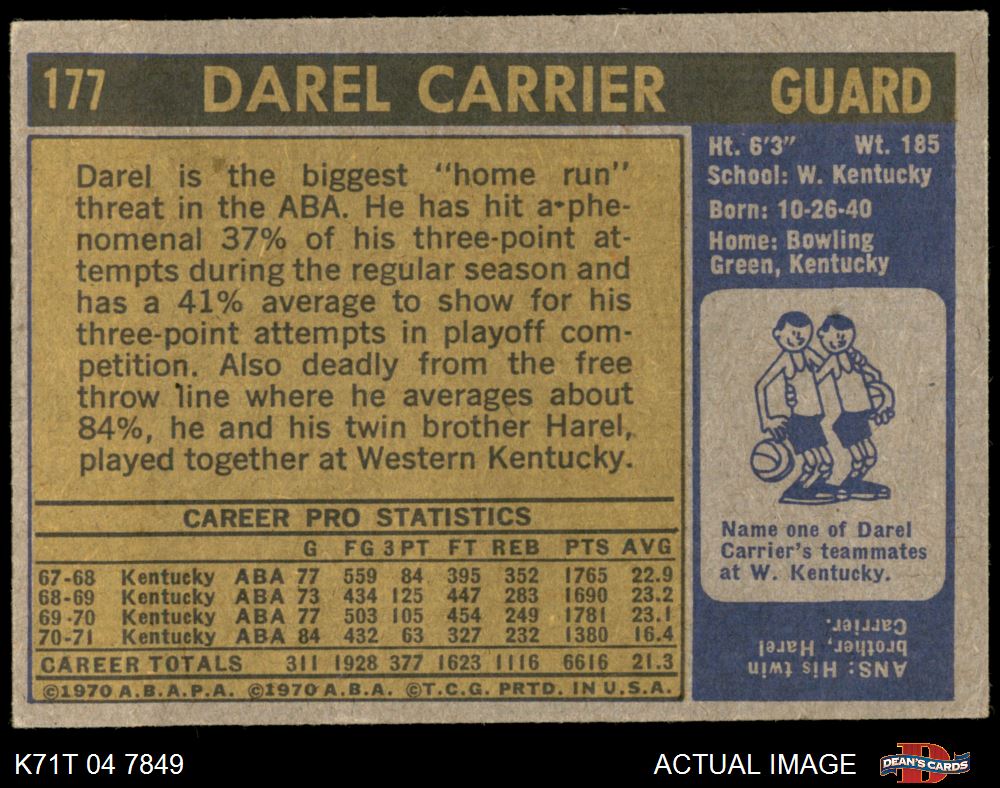 177 DAREL CARRIER GUARD
Darel is the biggest "home run"
threat in the ABA. He has hit a phe-
nomenal 37% of his three-point at-
tempts during the regular season and
has a 41% average to show for his
three-point attempts in playoff com-
petition. Also deadly from the free
throw line where he averages about
84%, he and his twin brother Harel,
played together at Western Kentucky.
CAREER PRO STATISTICS
G FG 3PT FT REB PTS AVG
67-68 Kentucky ABA 77 559 84 395 352 1765 22.9
68-69 Kentucky ABA 73 434 125 447 283 1690 23.2
69-70 Kentucky ABA 77 503 105 454 249 1781 23.1
70-71 Kentucky ABA 84 432 63 327 232 1380 16.4
CAREER TOTALS 311 1928 377 1623 1116 6616 21.3
©1970 A.B.A.P.A. ©1970 A.B.A. ©T.C.G. PRTD. IN U.S.A.
Ht. 6'3" Wt. 185
School: W. Kentucky
Born: 10-26-40
Home: Bowling
Green, Kentucky
Name one of Darel
Carrier's teammates
at W. Kentucky.
ANS: His twin
brother, Harel
Carrier.
K71T 04 7849 ACTUAL IMAGE DEAN'S CARDS